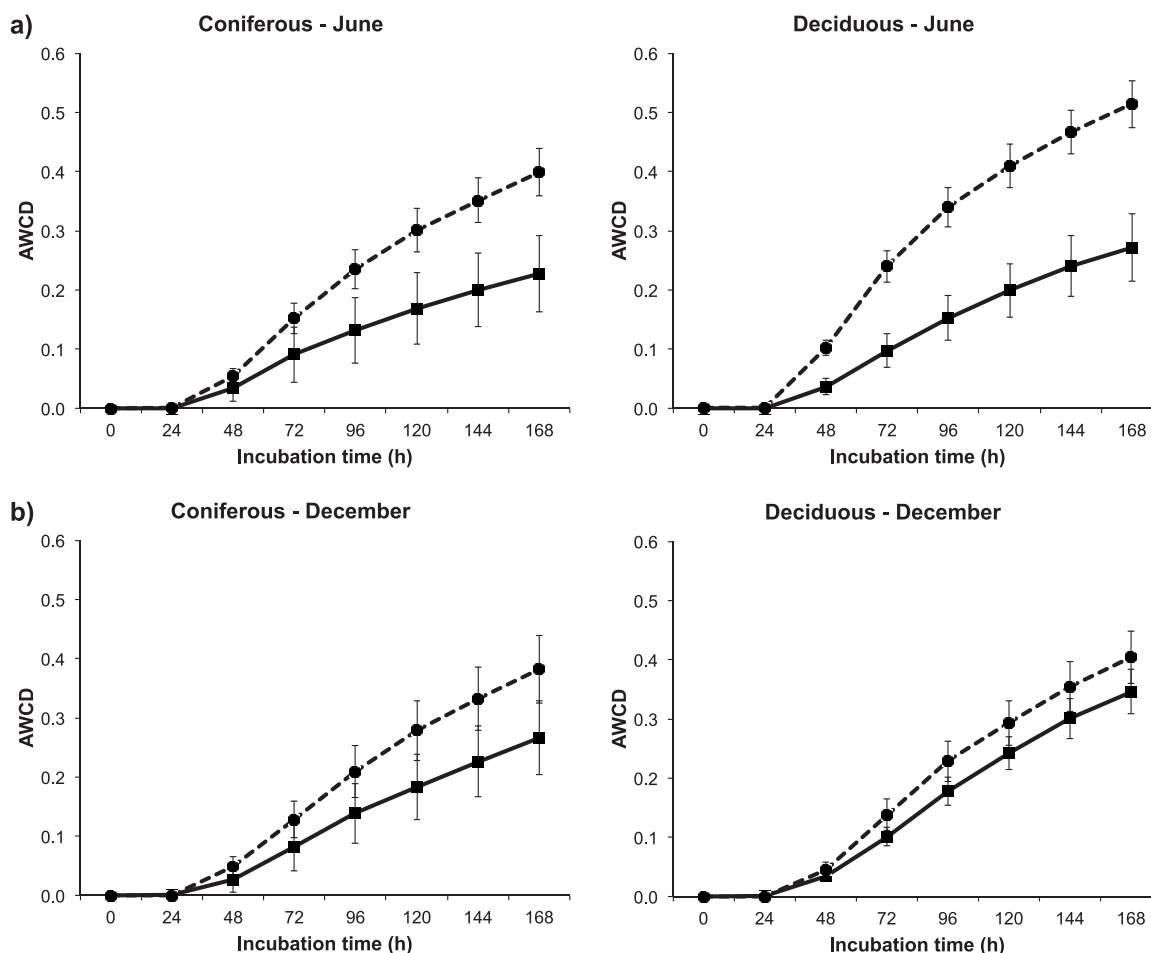 a)
Coniferous - June
0.6
0.5
0.4
0.3
0.2
0.1
0.0
AWCD
0 24 48 72 96 120 144 168
Incubation time (h)
Deciduous - June
0.6
0.5
0.4
0.3
0.2
0.1
0.0
AWCD
0 24 48 72 96 120 144 168
Incubation time (h)
b)
Coniferous - December
0.6
0.5
0.4
0.3
0.2
0.1
0.0
AWCD
0 24 48 72 96 120 144 168
Incubation time (h)
Deciduous - December
0.6
0.5
0.4
0.3
0.2
0.1
0.0
AWCD
0 24 48 72 96 120 144 168
Incubation time (h)